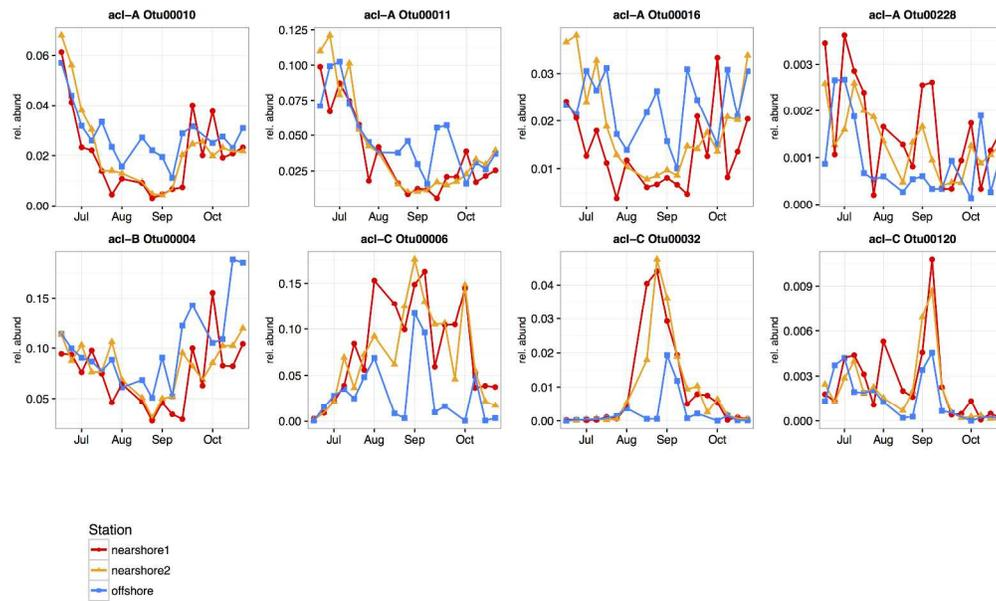 acI-A Otu00010
acI-A Otu00011
acI-A Otu00016
acI-A Otu00228
rel. abund
0.06
0.04
0.02
0.00
Jul Aug Sep Oct
rel. abund
0.125
0.100
0.075
0.050
0.025
Jul Aug Sep Oct
rel. abund
0.03
0.02
0.01
Jul Aug Sep Oct
rel. abund
0.003
0.002
0.001
0.000
Jul Aug Sep Oct
acI-B Otu00004
acI-C Otu00006
acI-C Otu00032
acI-C Otu00120
rel. abund
0.15
0.10
0.05
Jul Aug Sep Oct
rel. abund
0.15
0.10
0.05
0.00
Jul Aug Sep Oct
rel. abund
0.04
0.03
0.02
0.01
0.00
Jul Aug Sep Oct
rel. abund
0.009
0.006
0.003
0.000
Jul Aug Sep Oct
Station
nearshore1
nearshore2
offshore